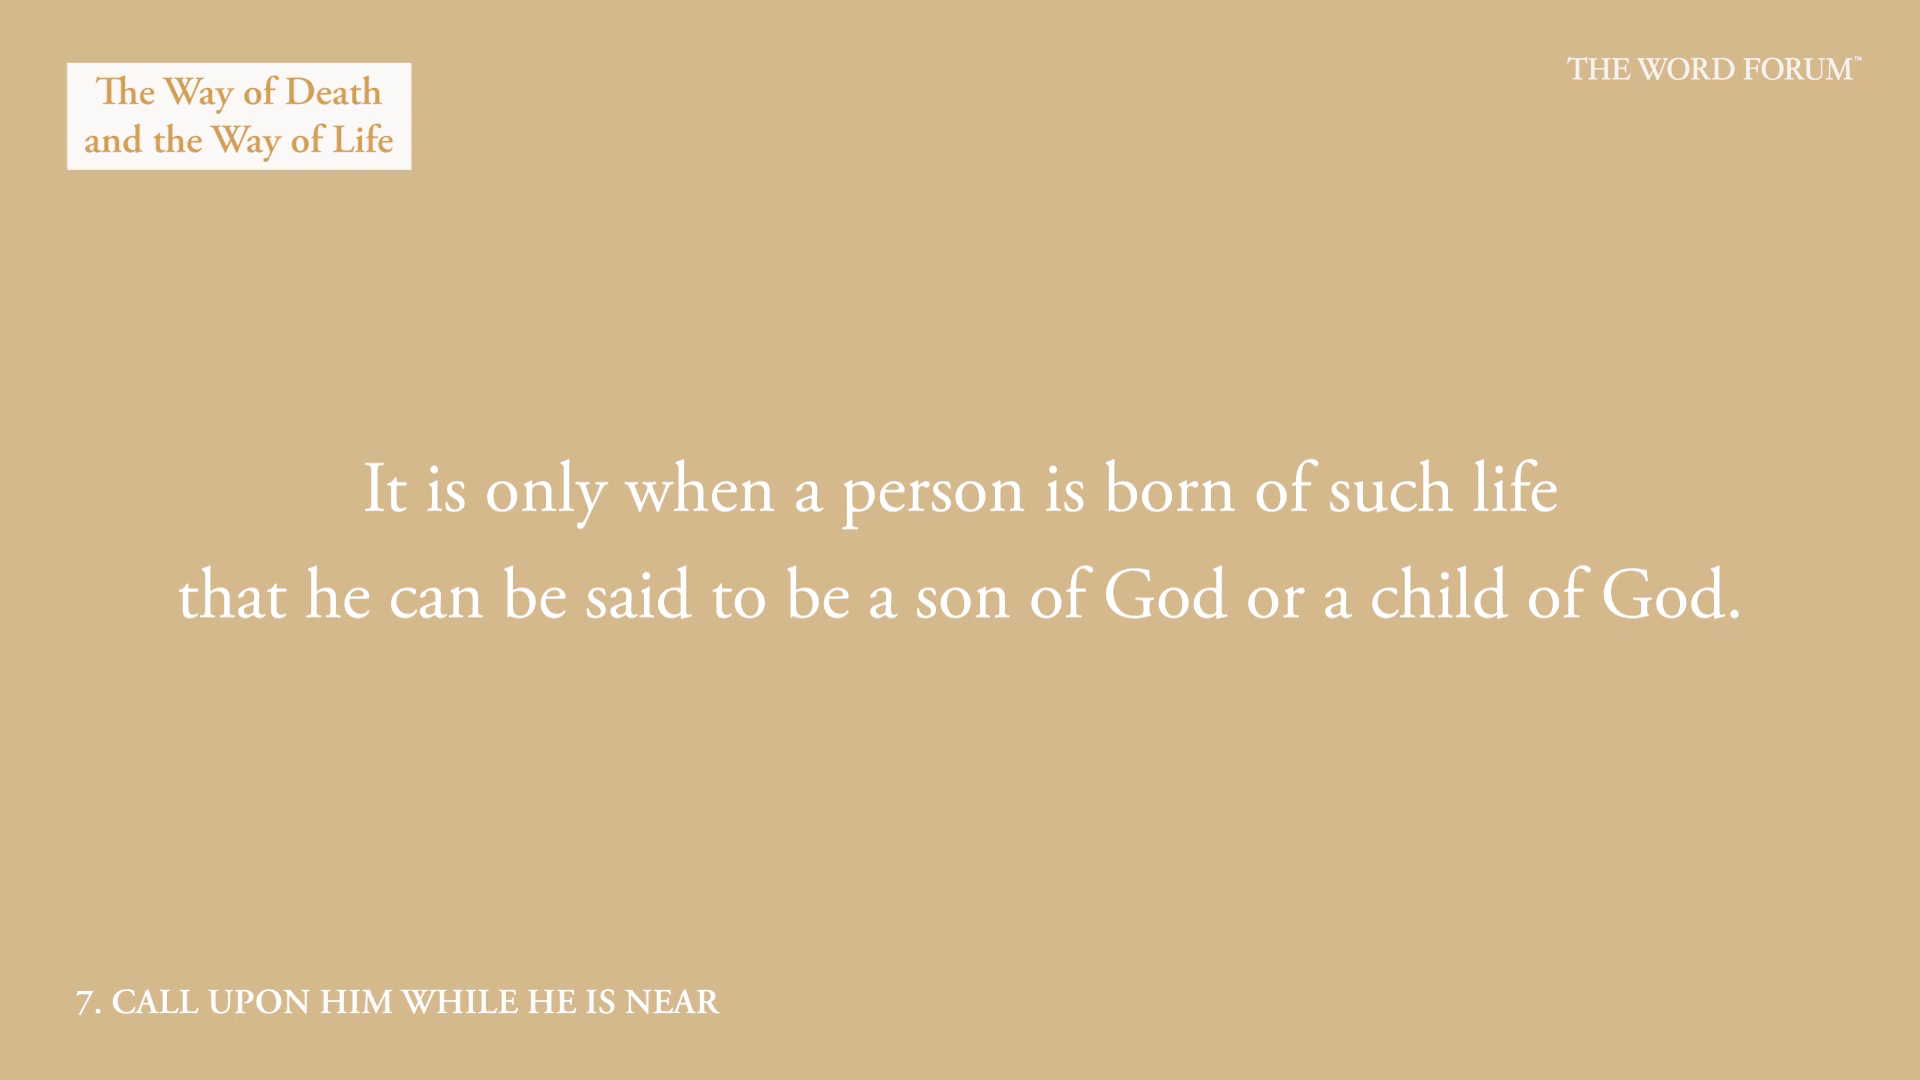 The Way of Death
and the Way of Life
THE WORD FORUM™
It is only when a person is born of such life
that he can be said to be a son of God or a child of God.
7. CALL UPON HIM WHILE HE IS NEAR